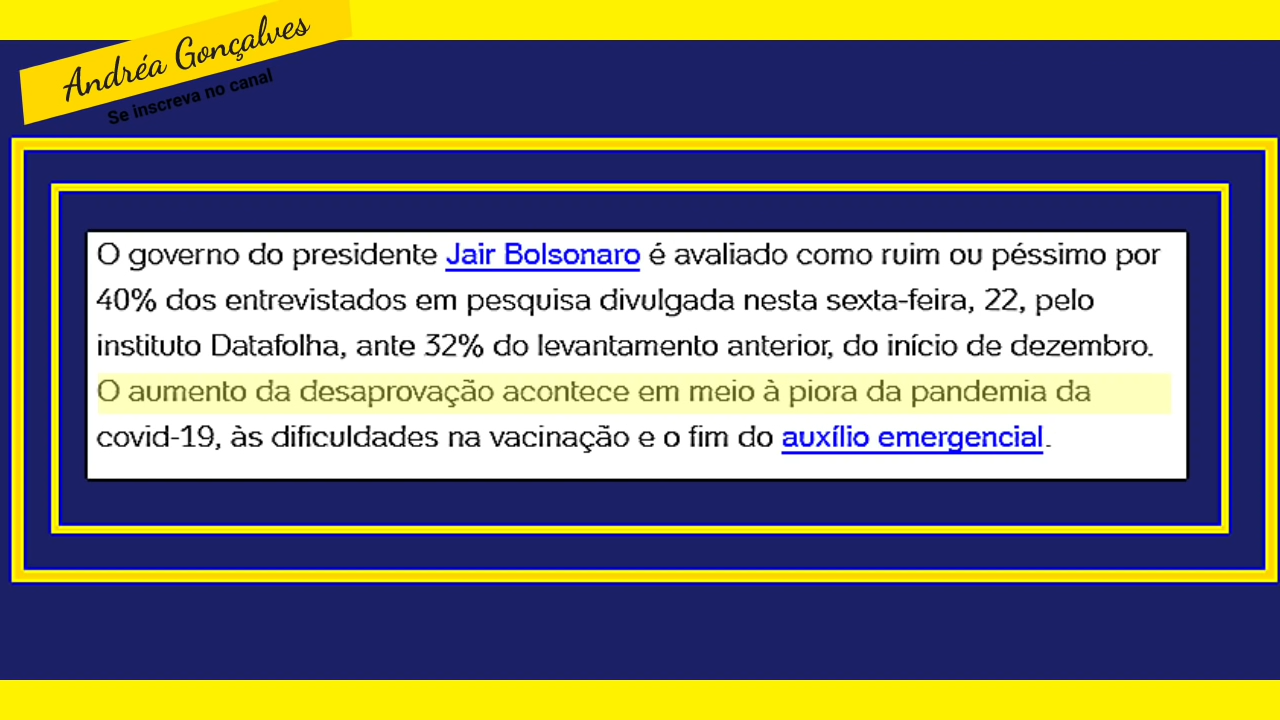 Andréa Gonçalves
Se inscreva no canal
O governo do presidente Jair Bolsonaro é avaliado como ruim ou péssimo por
40% dos entrevistados em pesquisa divulgada nesta sexta-feira, 22, pelo
instituto Datafolha, ante 32% do levantamento anterior, do início de dezembro.
O aumento da desaprovação acontece em meio à piora da pandemia da
covid-19, às dificuldades na vacinação e o fim do auxílio emergencial.